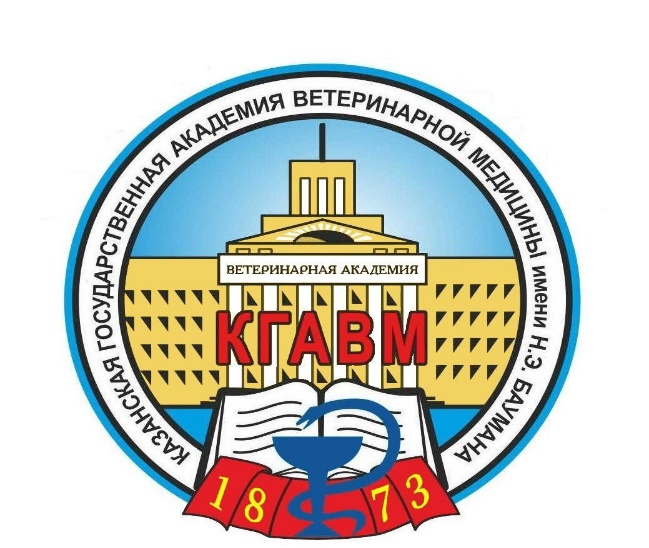 КАЗАНСКАЯ ГОСУДАРСТВЕННАЯ АКАДЕМИЯ ВЕТЕРИНАРНОЙ МЕДИЦИНЫ имени Н.Э. БАУМАНА
ВЕТЕРИНАРНАЯ АКАДЕМИЯ
КГАВМ
1873